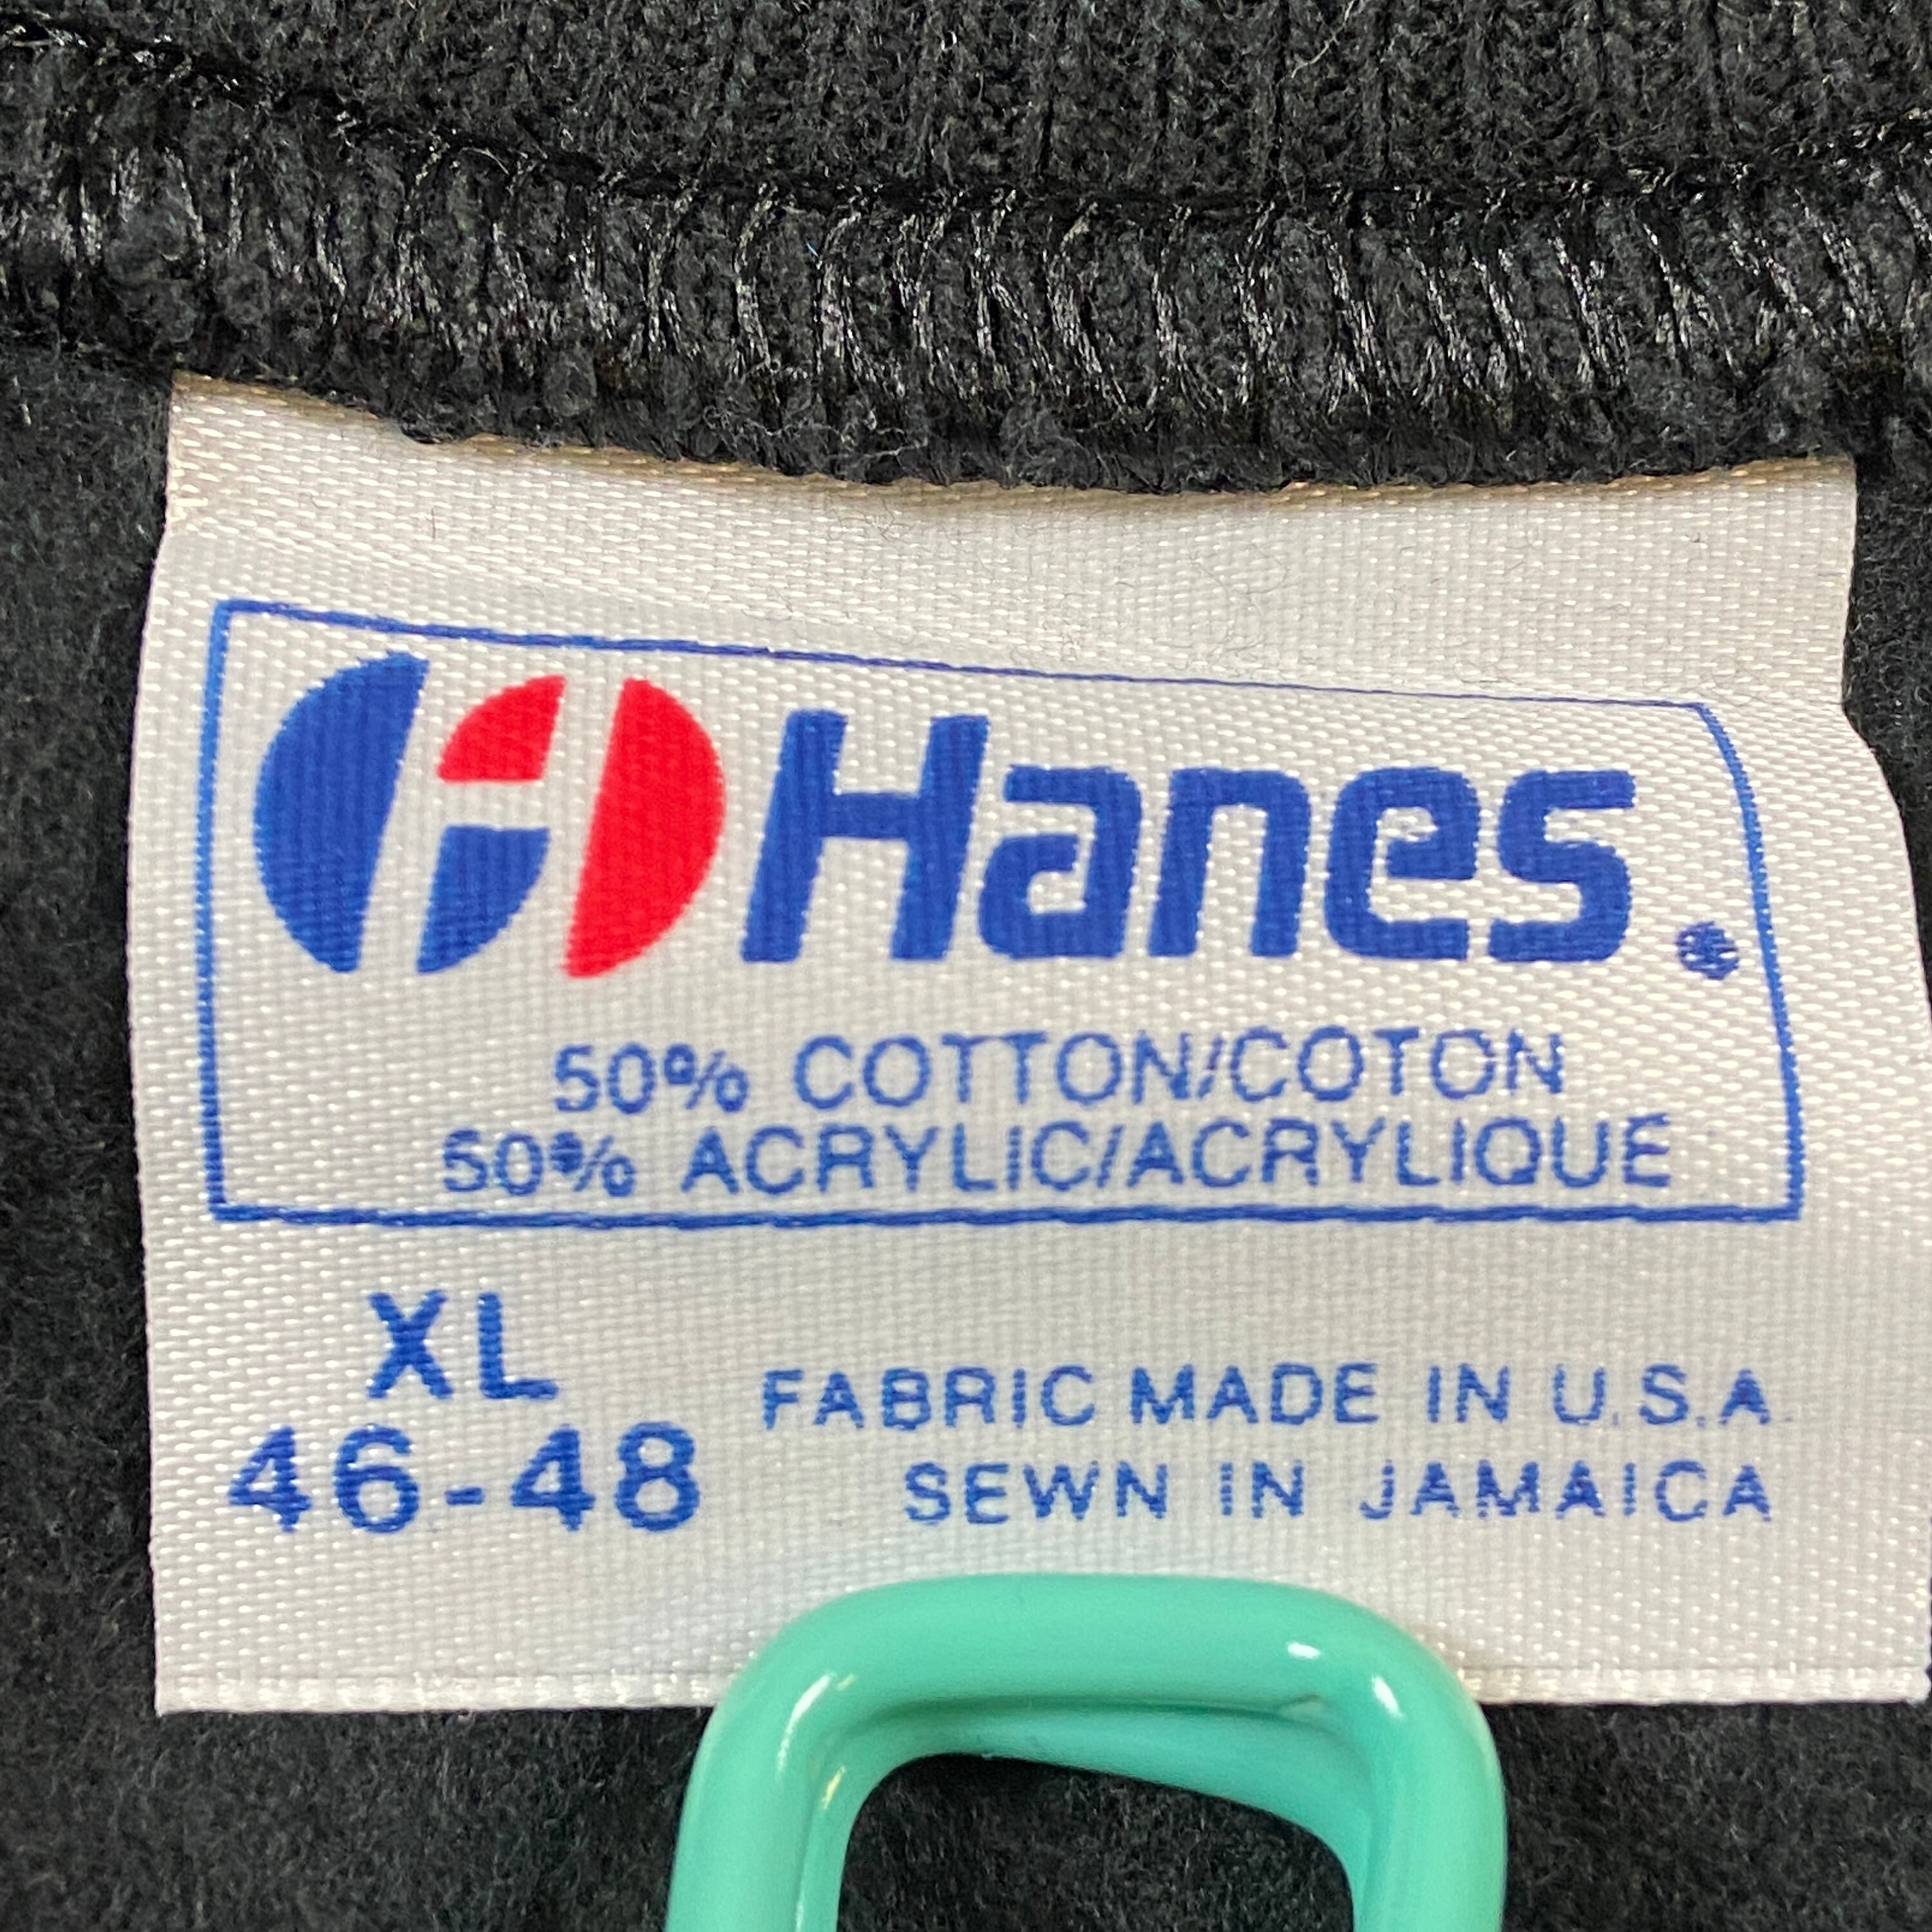 Hanes®
50% COTTON/COTON
50% ACRYLIC/ACRYLIQUE
XL
46-48
FABRIC MADE IN U.S.A.
SEWN IN JAMAICA